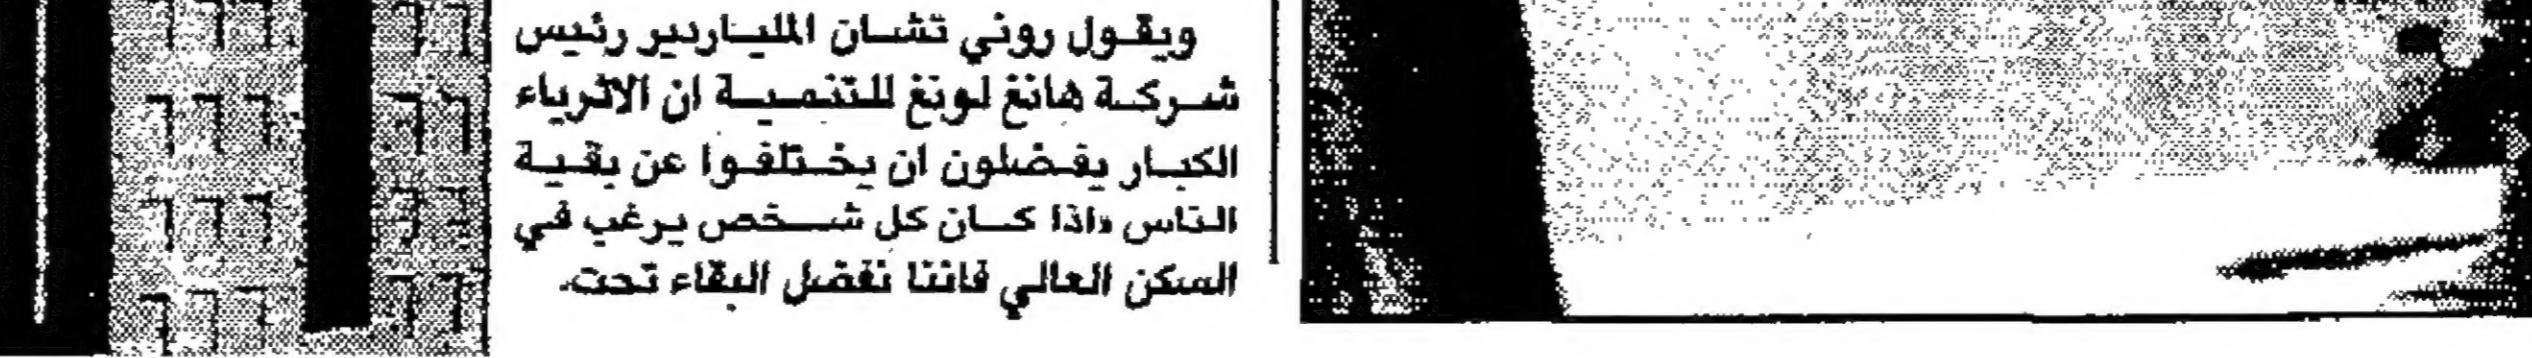 ويقول روني تشان الملياردير رئيس
شركة هانغ لونغ للتنمية ان الاثرياء
الكبار يفضلون ان يختلفوا عن بقية
الناس «اذا كان كل شخص يرغب في
السكن العالي فاننا نفضل البقاء تحت.